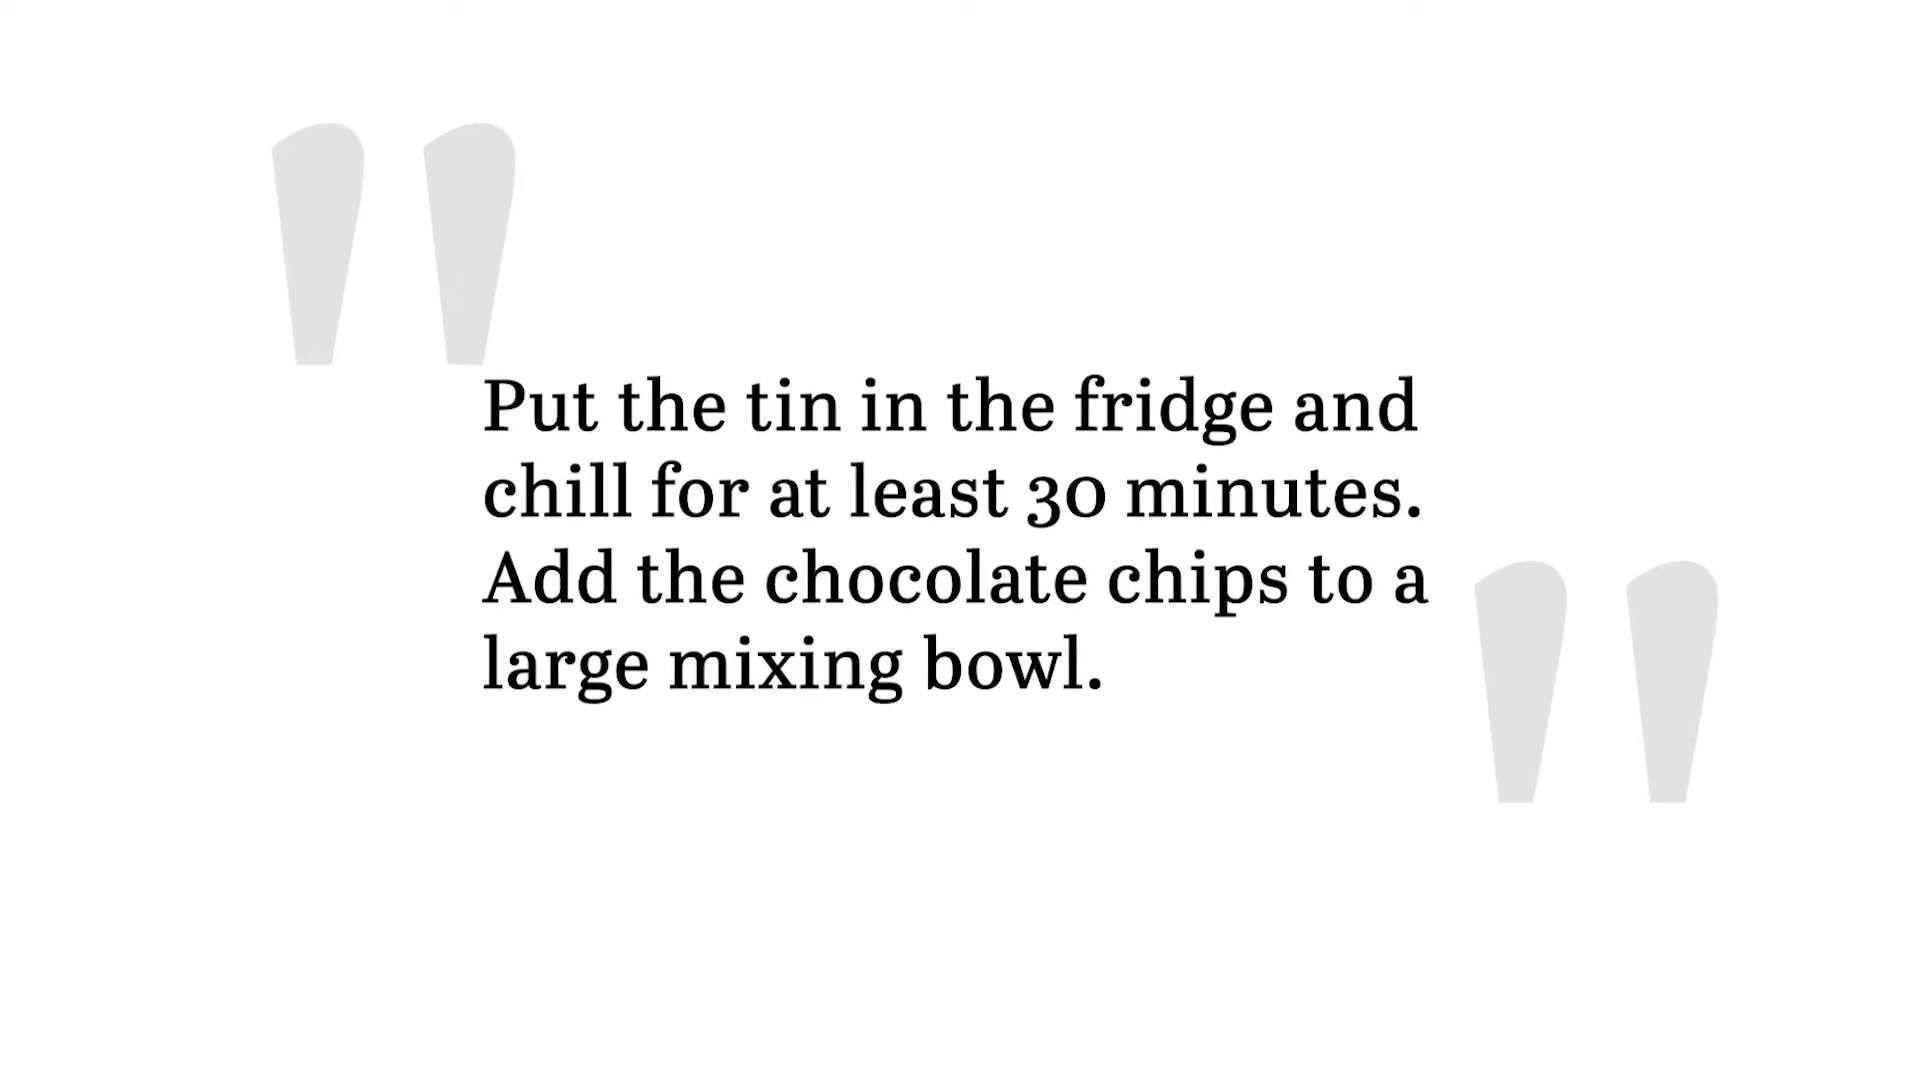 "Put the tin in the fridge and
chill for at least 30 minutes.
Add the chocolate chips to a
large mixing bowl."